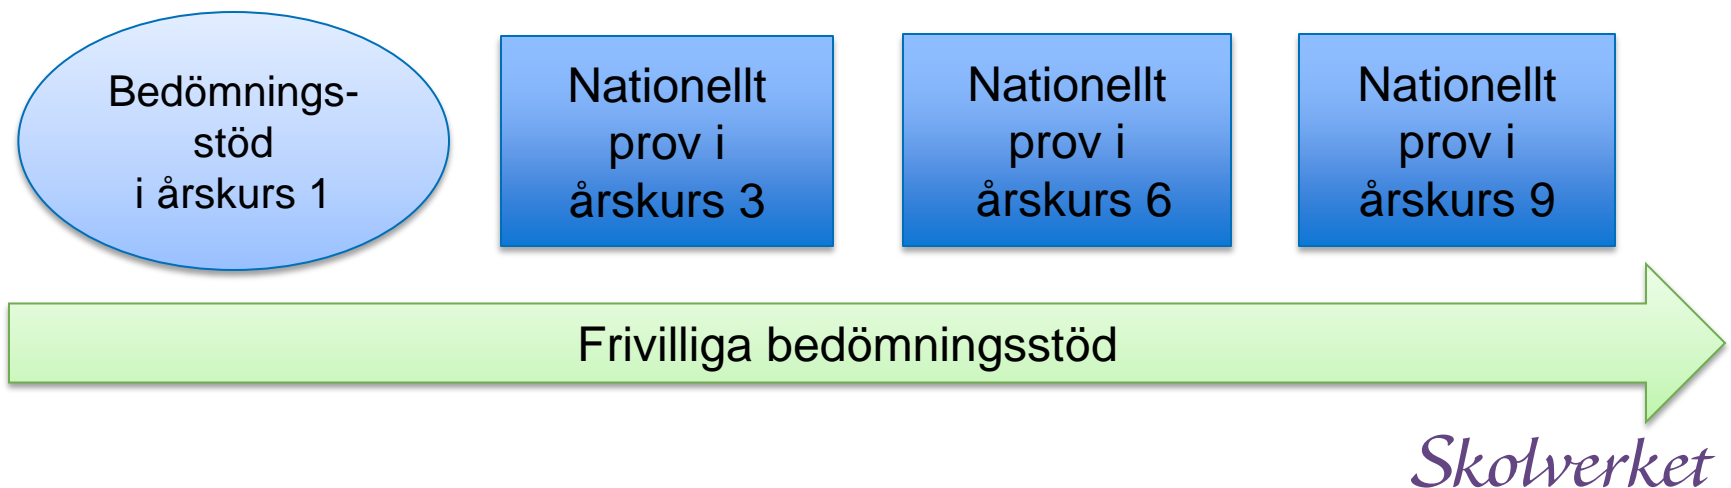 Bedömnings-
stöd
i årskurs 1
Nationellt
prov i
årskurs 3
Nationellt
prov i
årskurs 6
Nationellt
prov i
årskurs 9
Frivilliga bedömningsstöd
Skolverket